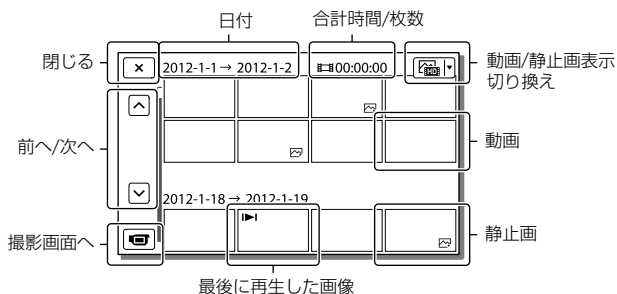 日付
合計時間/枚数
閉じる
2012-1-1→ 2012-1-2
00:00:00
HD
動画/静止画表示
切り換え
前へ/次へ
動画
2012-1-18→ 2012-1-19
撮影画面へ
静止画
最後に再生した画像